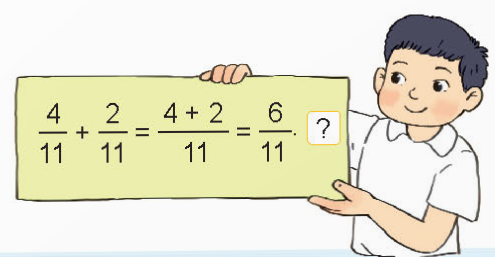 4/11 + 2/11 = (4 + 2)/11 = 6/11. ?